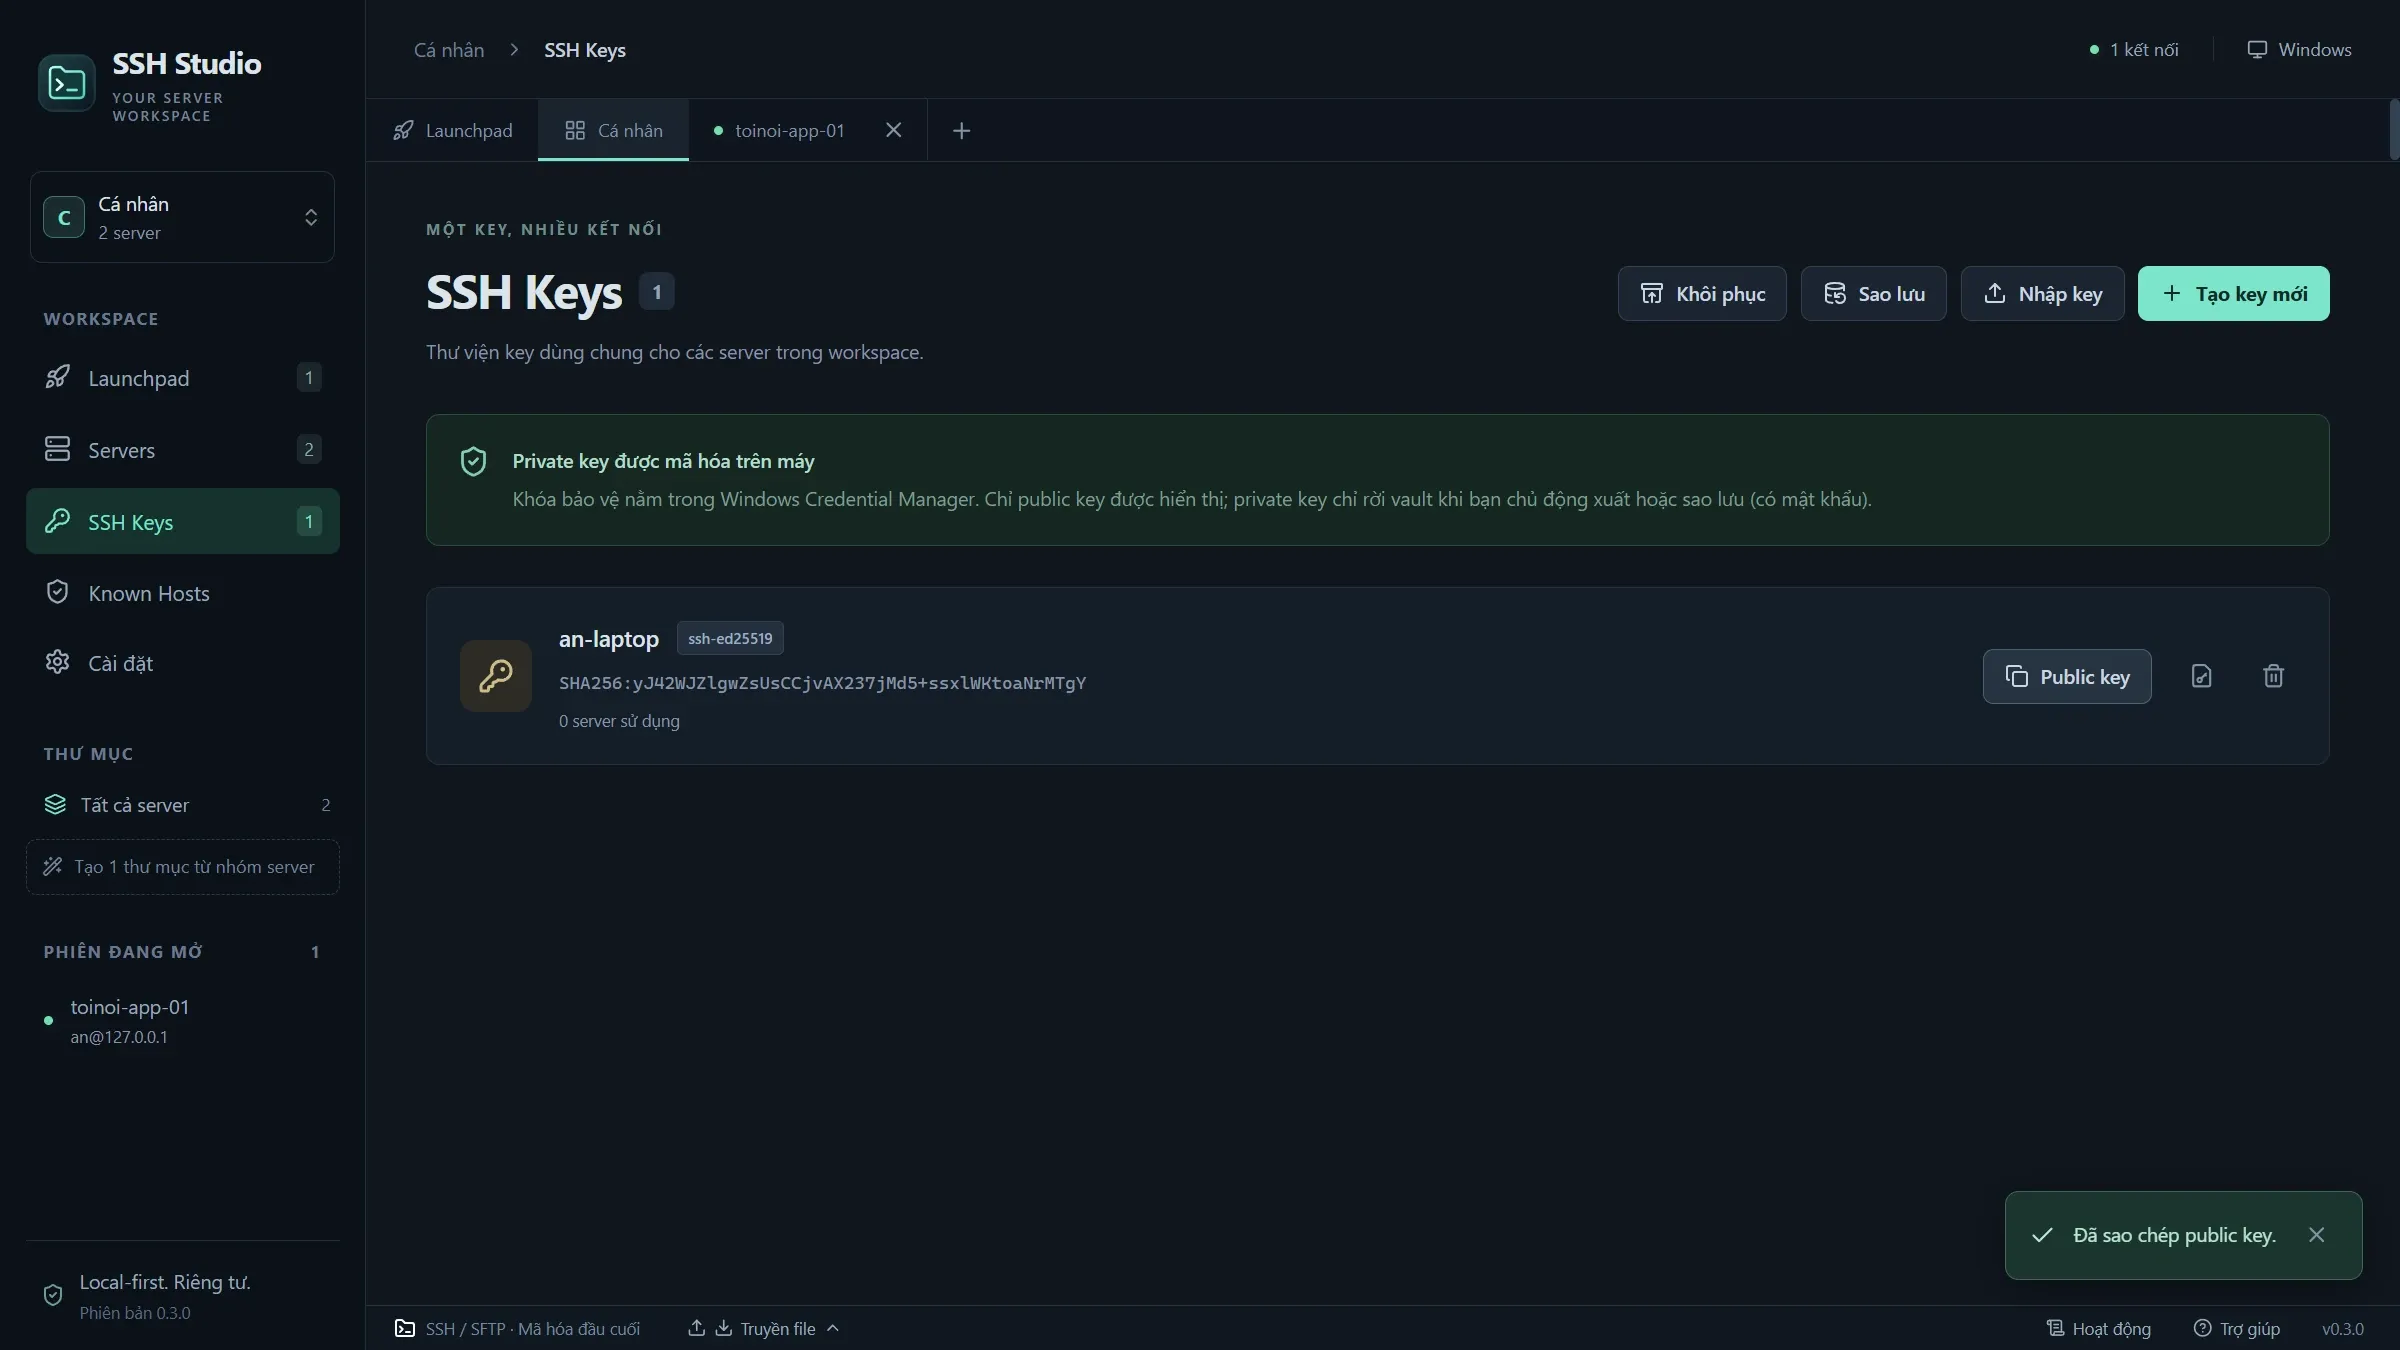 SSH Studio
YOUR SERVER
WORKSPACE
C
Cá nhân
2 server
WORKSPACE
Launchpad
1
Servers
2
SSH Keys
1
Known Hosts
Cài đặt
THƯ MỤC
Tất cả server
2
Tạo 1 thư mục từ nhóm server
PHIÊN ĐANG MỞ
1
toinoi-app-01
an@127.0.0.1
Local-first. Riêng tư.
Phiên bản 0.3.0
Cá nhân
SSH Keys
1 kết nối
Windows
Launchpad
Cá nhân
toinoi-app-01
MỘT KEY, NHIỀU KẾT NỐI
SSH Keys
1
Khôi phục
Sao lưu
Nhập key
Tạo key mới
Thư viện key dùng chung cho các server trong workspace.
Private key được mã hóa trên máy
Khóa bảo vệ nằm trong Windows Credential Manager. Chỉ public key được hiển thị; private key chỉ rời vault khi bạn chủ động xuất hoặc sao lưu (có mật khẩu).
an-laptop
ssh-ed25519
SHA256:yJ42WJZlgwZsUsCCjvAX237jMd5+ssxlWKtoaNrMTgY
0 server sử dụng
Public key
Đã sao chép public key.
SSH / SFTP · Mã hóa đầu cuối
Truyền file
Hoạt động
Trợ giúp
v0.3.0